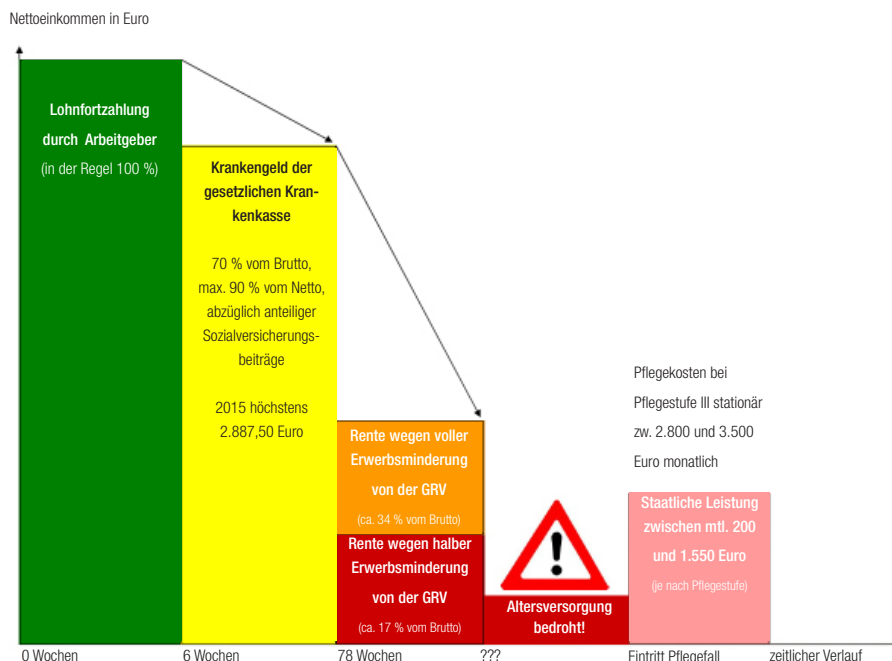 Nettoeinkommen in Euro
Lohnfortzahlung
durch Arbeitgeber
(in der Regel 100 %)
Krankengeld der
gesetzlichen Kran-
kenkasse
70 % vom Brutto,
max. 90 % vom Netto,
abzüglich anteiliger
Sozialversicherungs-
beiträge
2015 höchstens
2.887,50 Euro
Rente wegen voller
Erwerbsminderung
von der GRV
(ca. 34 % vom Brutto)
Rente wegen halber
Erwerbsminderung
von der GRV
(ca. 17 % vom Brutto)
!
Altersversorgung
bedroht!
Pflegekosten bei
Pflegestufe III stationär
zw. 2.800 und 3.500
Euro monatlich
Staatliche Leistung
zwischen mtl. 200
und 1.550 Euro
(je nach Pflegestufe)
0 Wochen
6 Wochen
78 Wochen
???
Eintritt Pflegefall
zeitlicher Verlauf